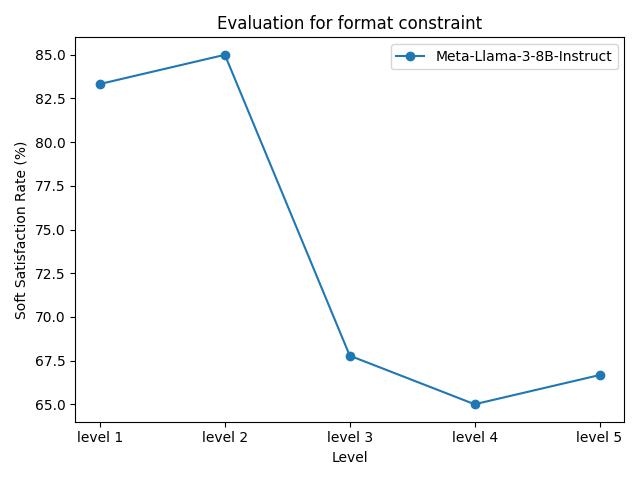 Evaluation for format constraint
Meta-Llama-3-8B-Instruct
85.0
82.5
80.0
77.5
75.0
72.5
70.0
67.5
65.0
Soft Satisfaction Rate (%)
level 1 level 2 level 3 level 4 level 5
Level